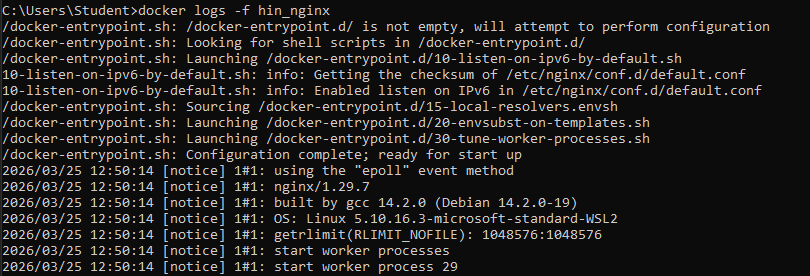 C:\Users\Student>docker logs -f hin_nginx
/docker-entrypoint.sh: /docker-entrypoint.d/ is not empty, will attempt to perform configuration
/docker-entrypoint.sh: Looking for shell scripts in /docker-entrypoint.d/
/docker-entrypoint.sh: Launching /docker-entrypoint.d/10-listen-on-ipv6-by-default.sh
10-listen-on-ipv6-by-default.sh: info: Getting the checksum of /etc/nginx/conf.d/default.conf
10-listen-on-ipv6-by-default.sh: info: Enabled listen on IPv6 in /etc/nginx/conf.d/default.conf
/docker-entrypoint.sh: Sourcing /docker-entrypoint.d/15-local-resolvers.envsh
/docker-entrypoint.sh: Launching /docker-entrypoint.d/20-envsubst-on-templates.sh
/docker-entrypoint.sh: Launching /docker-entrypoint.d/30-tune-worker-processes.sh
/docker-entrypoint.sh: Configuration complete; ready for start up
2026/03/25 12:50:14 [notice] 1#1: using the "epoll" event method
2026/03/25 12:50:14 [notice] 1#1: nginx/1.29.7
2026/03/25 12:50:14 [notice] 1#1: built by gcc 14.2.0 (Debian 14.2.0-19)
2026/03/25 12:50:14 [notice] 1#1: OS: Linux 5.10.16.3-microsoft-standard-WSL2
2026/03/25 12:50:14 [notice] 1#1: getrlimit(RLIMIT_NOFILE): 1048576:1048576
2026/03/25 12:50:14 [notice] 1#1: start worker processes
2026/03/25 12:50:14 [notice] 1#1: start worker process 29